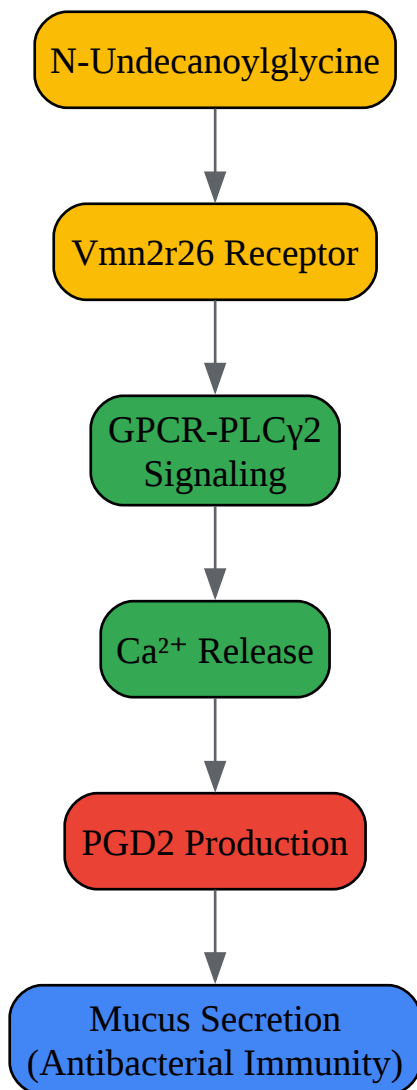 N-Undecanoylglycine
Vmn2r26 Receptor
GPCR-PLCγ2
Signaling
Ca²⁺ Release
PGD2 Production
Mucus Secretion
(Antibacterial Immunity)